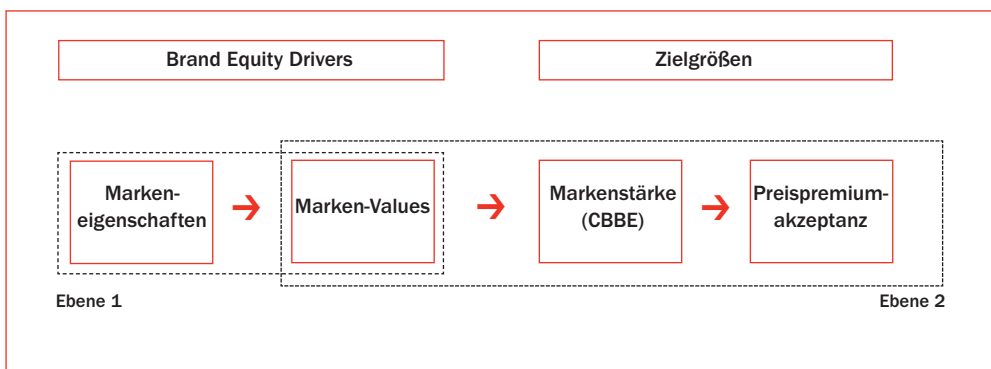 Brand Equity Drivers
Zielgrößen
Marken-
eigenschaften
Marken-Values
Markenstärke
(CBBE)
Preispremium-
akzeptanz
Ebene 1
Ebene 2